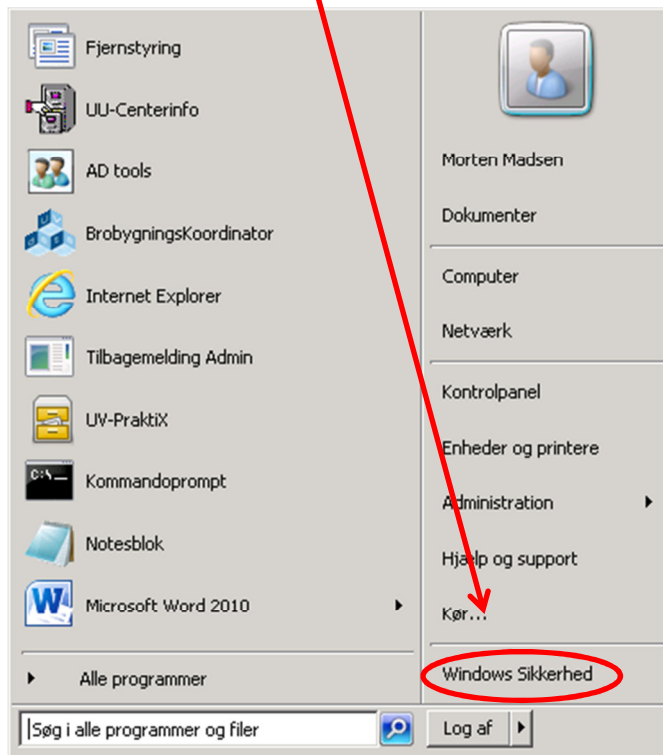 Fjernstyring
UU-Centerinfo
AD tools
BrobygningsKoordinator
Internet Explorer
Tilbagemelding Admin
UV-PraktiX
C:\
Kommandoprompt
Notesblok
Microsoft Word 2010
Alle programmer
Søg i alle programmer og filer
Morten Madsen
Dokumenter
Computer
Netværk
Kontrolpanel
Enheder og printere
Administration
Hjælp og support
Kør...
Windows Sikkerhed
Log af